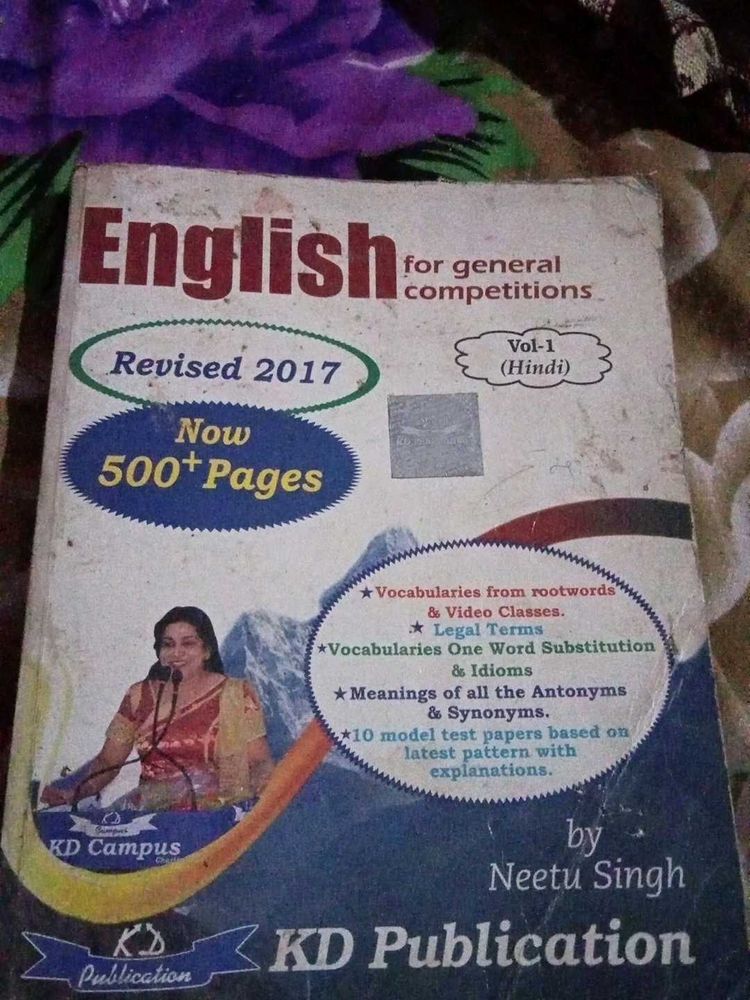 English for general
competitions
Revised 2017
Vol-1
(Hindi)
Now
500+ Pages
★Vocabularies from rootwords
& Video Classes.
★ Legal Terms
★Vocabularies One Word Substitution
& Idioms
★Meanings of all the Antonyms
& Synonyms.
★10 model test papers based on
latest pattern with
explanations.
KD
Campus
KD Campus
by
Neetu Singh
KD
Publication
KD Publication